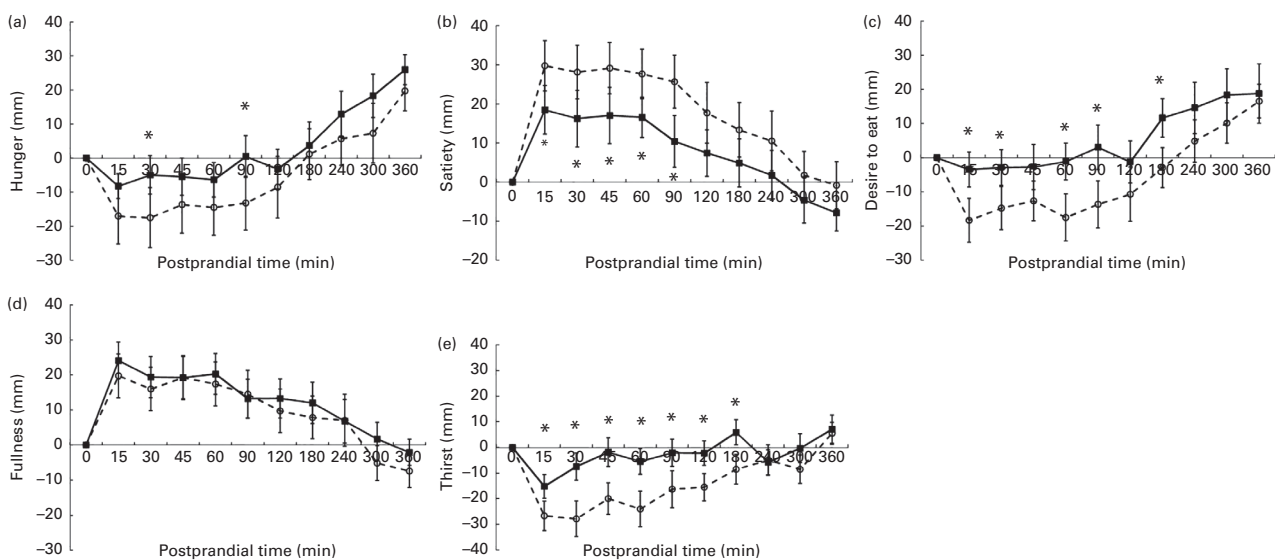 (a)
40
30
20
10
0
–10
–20
–30
Hunger (mm)
*
*
0 15 30 45 60 90 120 180 240 300 360
Postprandial time (min)
(b)
40
30
20
10
0
–10
–20
Satiety (mm)
* * * * *
0 15 30 45 60 90 120 180 240 300 360
Postprandial time (min)
(c)
40
30
20
10
0
–10
–20
–30
Desire to eat (mm)
* * * * *
0 15 30 45 60 90 120 180 240 300 360
Postprandial time (min)
(d)
40
30
20
10
0
–10
–20
–30
Fullness (mm)
0 15 30 45 60 90 120 180 240 300 360
Postprandial time (min)
(e)
40
30
20
10
0
–10
–20
–30
–40
Thirst (mm)
* * * * * * *
0 15 30 45 60 90 120 180 240 300 360
Postprandial time (min)